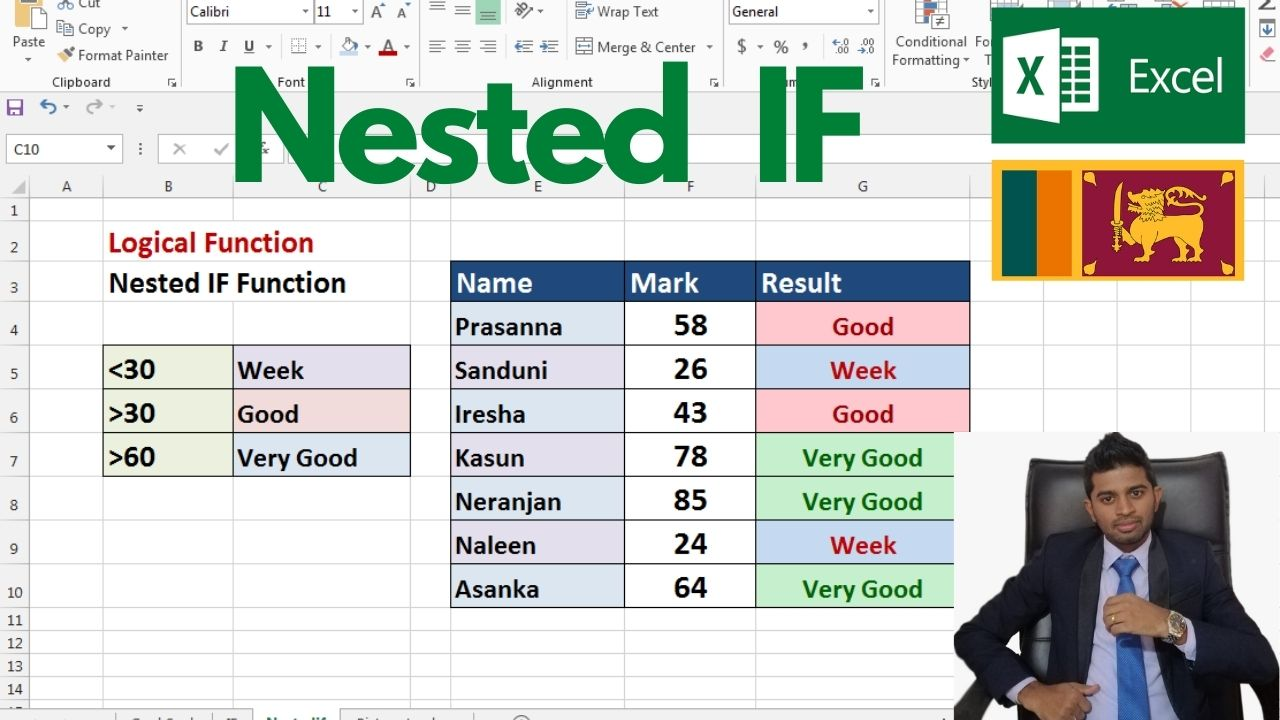 Cut
Calibri 11 A A Wrap Text General
Paste Copy
Format Painter B I U A Merge & Center $ % , Conditional
Formatting
Clipboard Font Alignment
Nested IF
X Excel
C10
A B C D E F G
1
2 Logical Function
3 Nested IF Function Name Mark Result
4 Prasanna 58 Good
5 <30 Week Sanduni 26 Week
6 >30 Good Iresha 43 Good
7 >60 Very Good Kasun 78 Very Good
8 Neranjan 85 Very Good
9 Naleen 24 Week
10 Asanka 64 Very Good
11
12
13
14